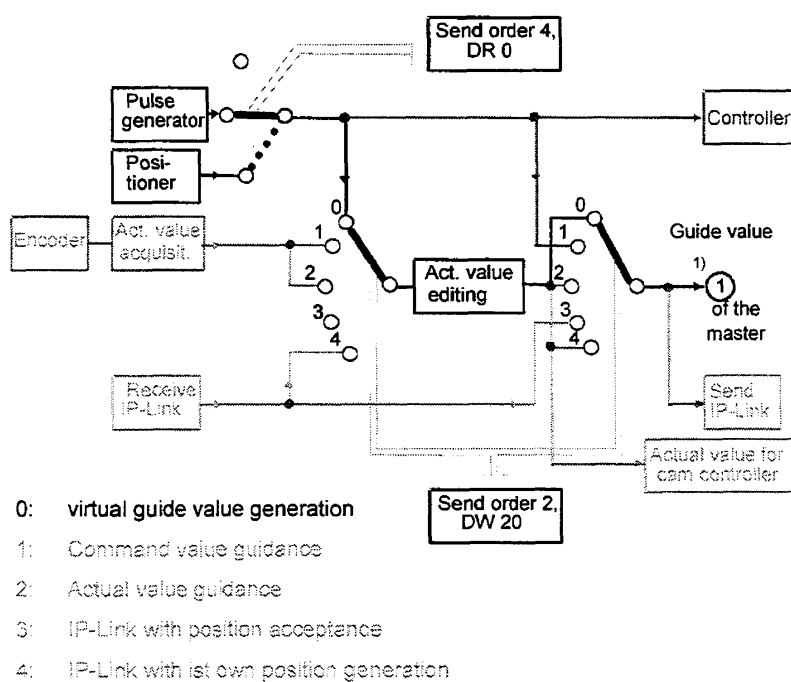 Send order 4,
DR 0
Pulse
generator
Controller
Posi-
tioner
0
0
Encoder
Act. value
acquisit.
1
1
Guide value
Act. value
editing
2
2
1)
1
of the
master
3
3
4
4
Receive
IP-Link
Send
IP-Link
Actual value for
cam controller
Send order 2,
DW 20
0: virtual guide value generation
1: Command value guidance
2: Actual value guidance
3: IP-Link with position acceptance
4: IP-Link with ist own position generation